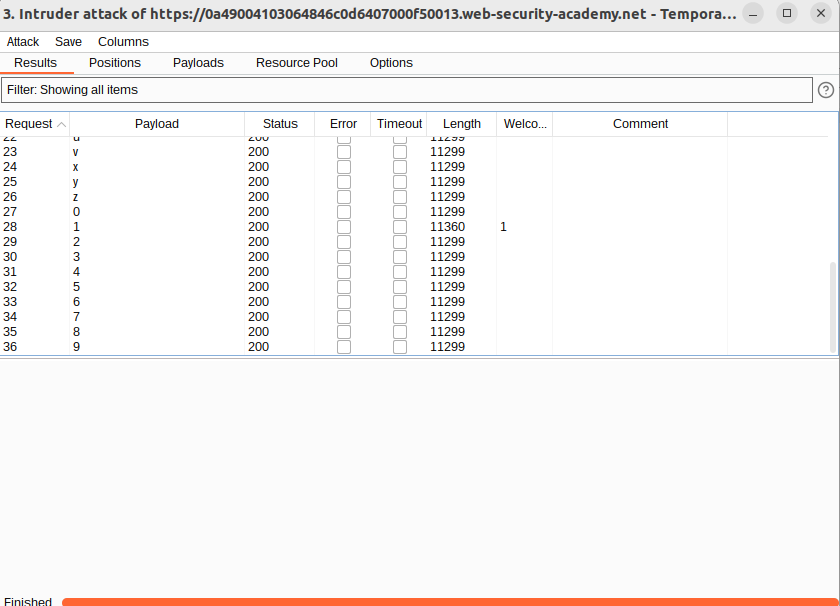 3. Intruder attack of https://0a49004103064846c0d6407000f50013.web-security-academy.net - Tempora...
Attack Save Columns
Results Positions Payloads Resource Pool Options
Filter: Showing all items
Request Payload Status Error Timeout Length Welco... Comment
22 u 200 11299
23 v 200 11299
24 x 200 11299
25 y 200 11299
26 z 200 11299
27 0 200 11299
28 1 200 11360 1
29 2 200 11299
30 3 200 11299
31 4 200 11299
32 5 200 11299
33 6 200 11299
34 7 200 11299
35 8 200 11299
36 9 200 11299
Finished